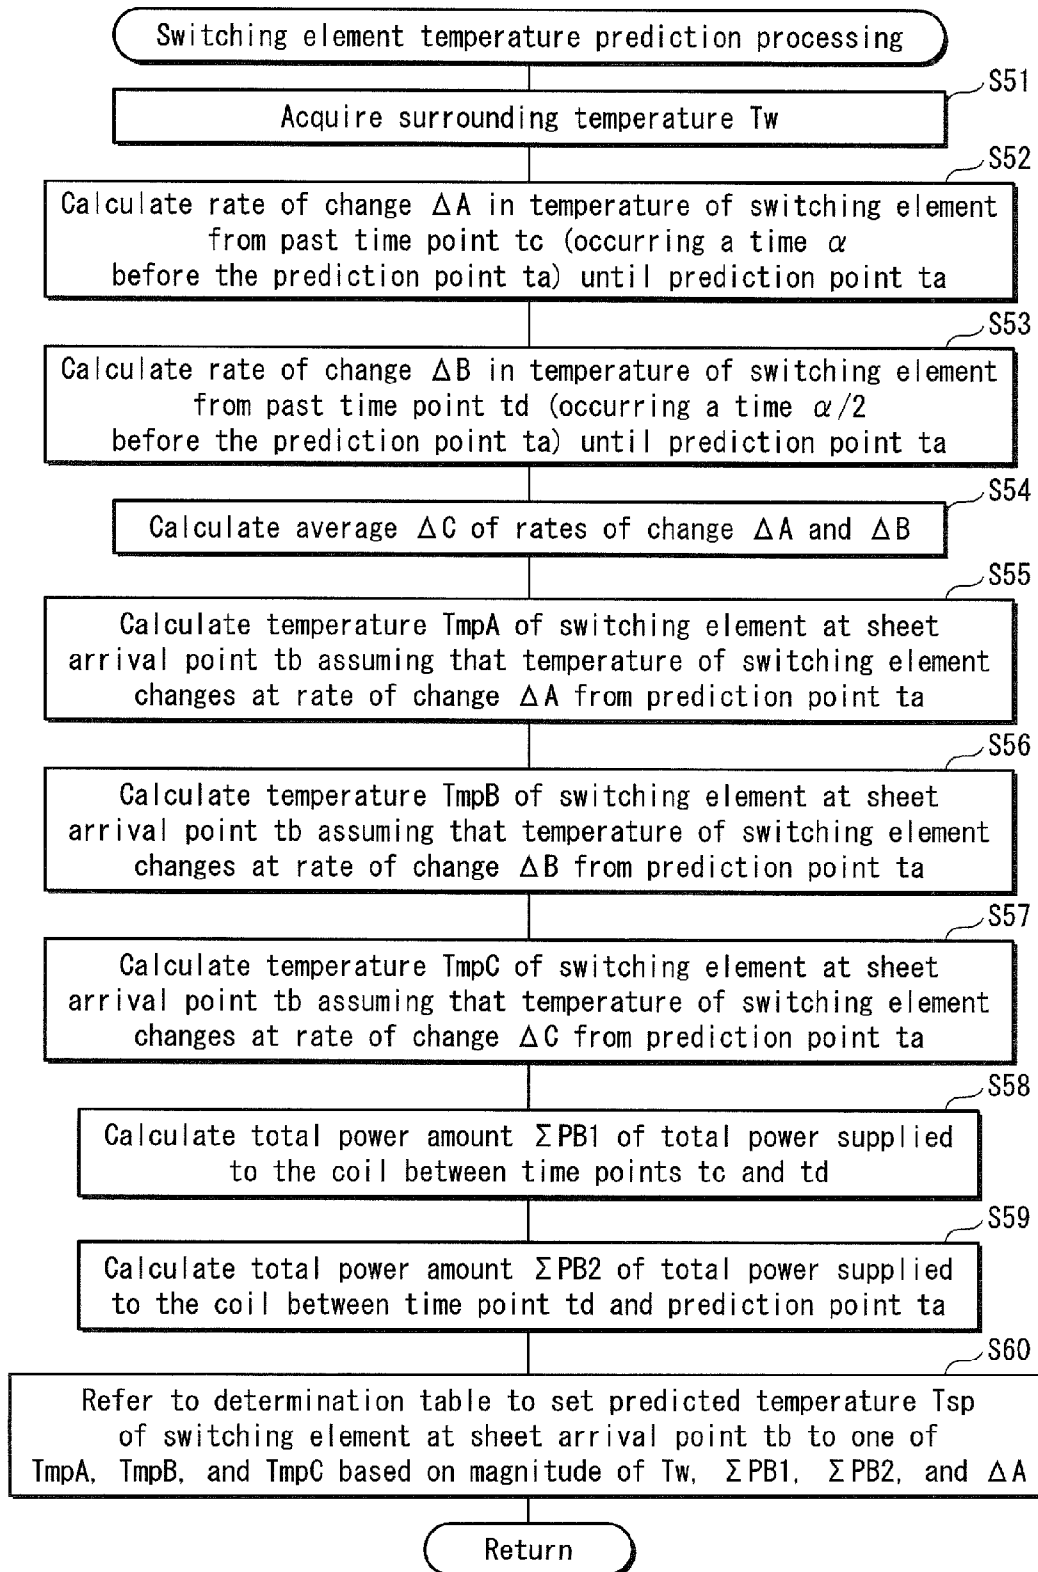 Switching element temperature prediction processing
S51
Acquire surrounding temperature Tw
S52
Calculate rate of change ΔA in temperature of switching element
from past time point tc (occurring a time α
before the prediction point ta) until prediction point ta
S53
Calculate rate of change ΔB in temperature of switching element
from past time point td (occurring a time α/2
before the prediction point ta) until prediction point ta
S54
Calculate average ΔC of rates of change ΔA and ΔB
S55
Calculate temperature TmpA of switching element at sheet
arrival point tb assuming that temperature of switching element
changes at rate of change ΔA from prediction point ta
S56
Calculate temperature TmpB of switching element at sheet
arrival point tb assuming that temperature of switching element
changes at rate of change ΔB from prediction point ta
S57
Calculate temperature TmpC of switching element at sheet
arrival point tb assuming that temperature of switching element
changes at rate of change ΔC from prediction point ta
S58
Calculate total power amount ΣPB1 of total power supplied
to the coil between time points tc and td
S59
Calculate total power amount ΣPB2 of total power supplied
to the coil between time point td and prediction point ta
S60
Refer to determination table to set predicted temperature Tsp
of switching element at sheet arrival point tb to one of
TmpA, TmpB, and TmpC based on magnitude of Tw, ΣPB1, ΣPB2, and ΔA
Return